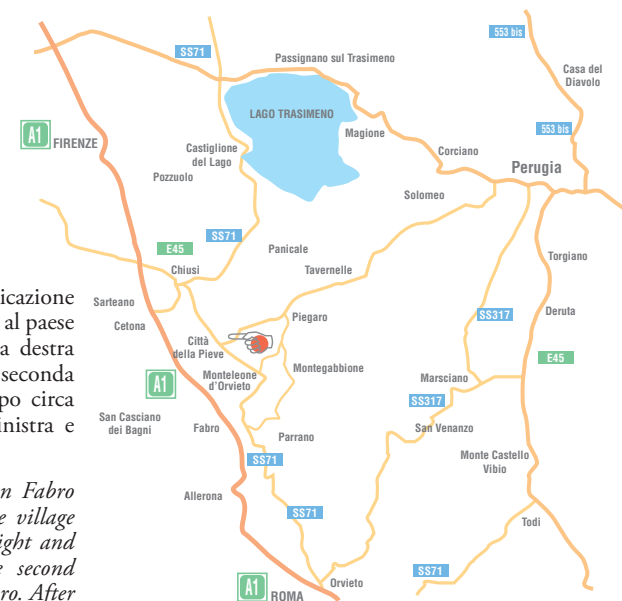 553 bis
SS71
Passignano sul Trasimeno
Casa del
Diavolo
LAGO TRASIMENO
553 bis
A1 FIRENZE
Magione
Castiglione
del Lago
Corciano
Perugia
Pozzuolo
Solomeo
SS71
E45
Panicale
Torgiano
Chiusi
Tavernelle
Sarteano
Cetona
Piegaro
SS317
Deruta
Città
della Pieve
E45
Monteleone
d'Orvieto
Montegabbione
Marsciano
A1
SS317
San Casciano
dei Bagni
Fabro
Parrano
San Venanzo
SS71
Monte Castello
Vibio
Allerona
SS71
Todi
SS71
A1 ROMA
Orvieto
icazione
al paese
a destra
seconda
po circa
nistra e
n Fabro
e village
ight and
e second
ro. After